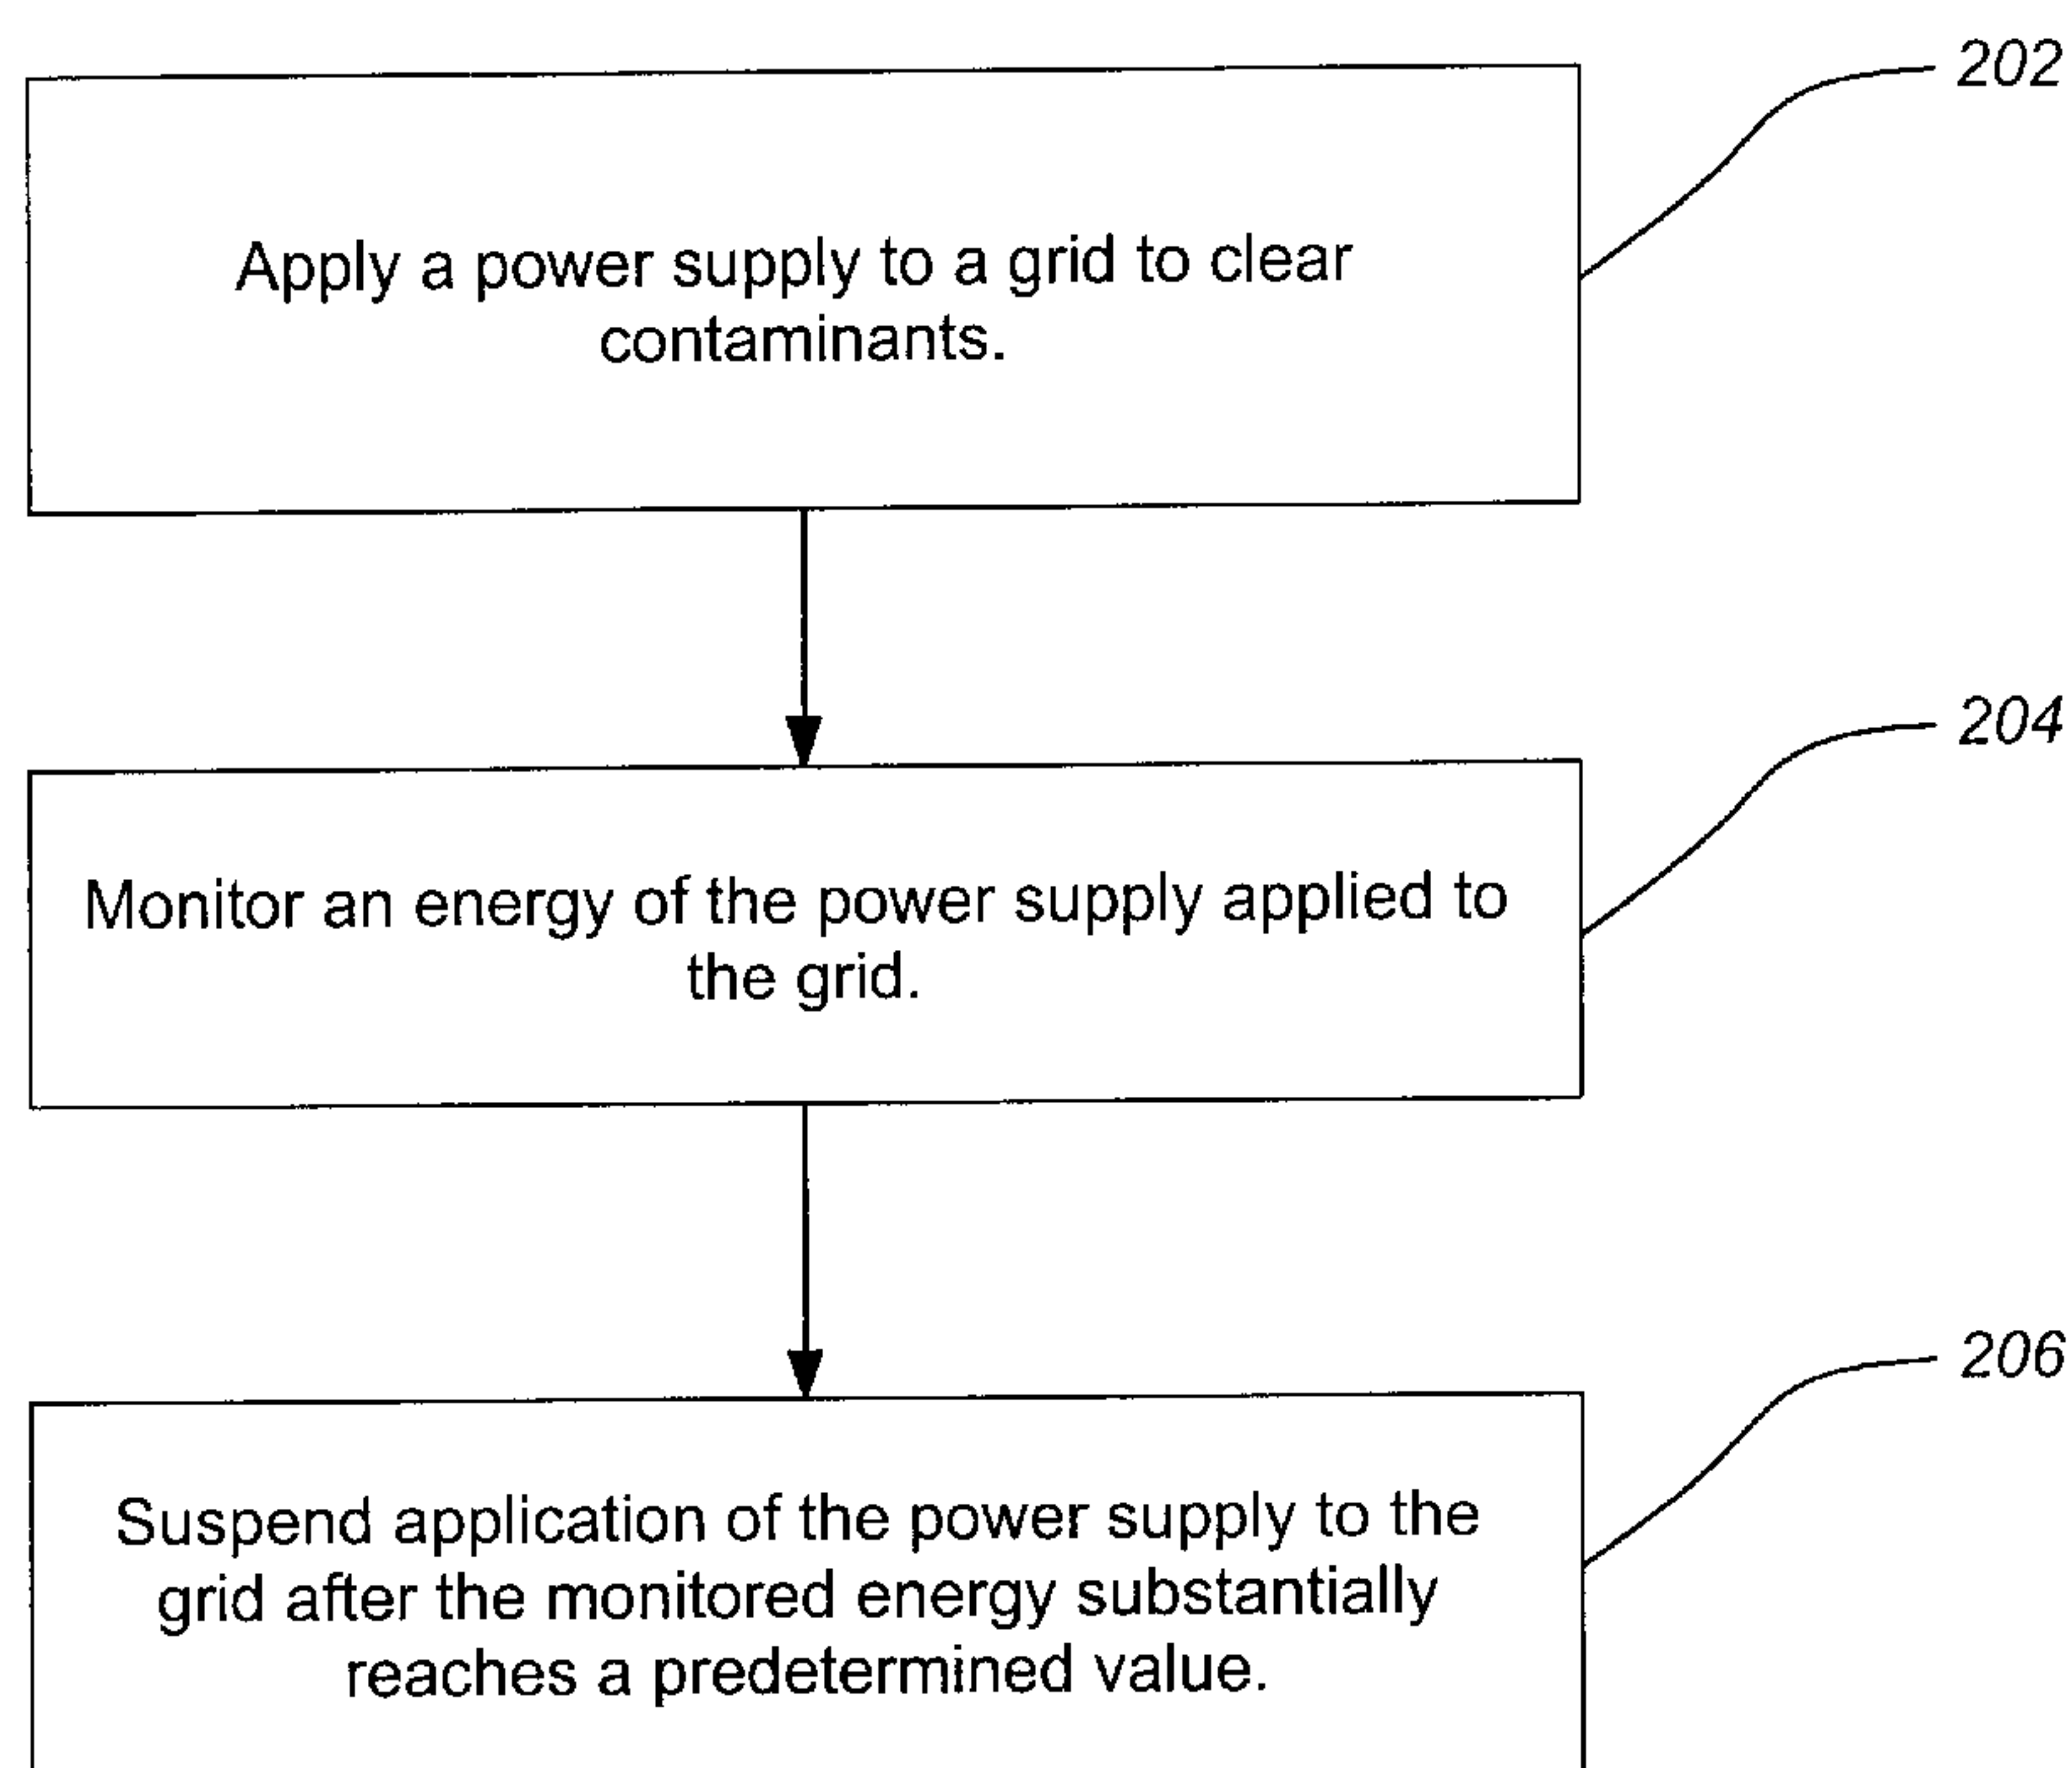 202
Apply a power supply to a grid to clear
contaminants.
204
Monitor an energy of the power supply applied to
the grid.
206
Suspend application of the power supply to the
grid after the monitored energy substantially
reaches a predetermined value.